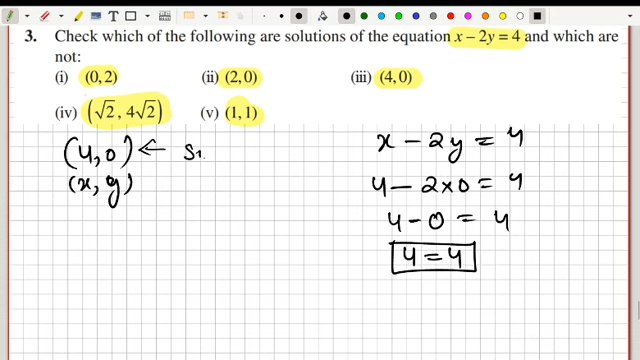 3. Check which of the following are solutions of the equation x – 2y = 4 and which are
not:
(i) (0, 2) (ii) (2, 0) (iii) (4, 0)
(iv) (√2, 4√2) (v) (1, 1)
(4,0) ←
(x, y)
x – 2y = 4
4 – 2×0 = 4
4 – 0 = 4
4 = 4